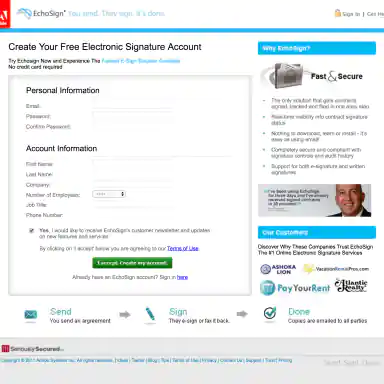 Adobe
EchoSign® You send. They sign. It's done.
Sign In | Get
Create Your Free Electronic Signature Account
Try Echosign Now and Experience The Fastest E-Sign Solution Available
No credit card required
Personal Information
Email:
Password:
Confirm Password:
Account Information
First Name:
Last Name:
Company:
Number of Employees:
Job Title:
Phone Number:
Yes, I would like to receive EchoSign's customer newsletter and updates
on new features and services
By clicking on 'I accept' below you are agreeing to our Terms of Use.
I accept. Create my account.
Already have an EchoSign account? Sign in here
Send
You send an agreement
Sign
They e-sign or fax it back.
Done
Copies are emailed to all parties
Why EchoSign?
Fast & Secure
The only solution that gets contracts
signed, tracked and filed in one easy step
Real-time visibility into contract signature
status
Nothing to download, learn or install - it's
easy as using email!
Completely secure and compliant with
signature controls and audit history
Support for both e-signature and written
signatures
Our Customers
Discover Why These Companies Trust EchoSign
The #1 Online Electronic Signature Services
ASHOKA
LION
VacationRentalPros.com
PayYourRent
Atlantic
Realty
Seriously Secured
Copyright © 2011 Adobe Systems Inc. All rights reserved. | Ideas | Twitter | Blog | Tips | Terms of Use | Privacy | Contact Us | Support | Trust | Pricing
Send. Sent. Done.